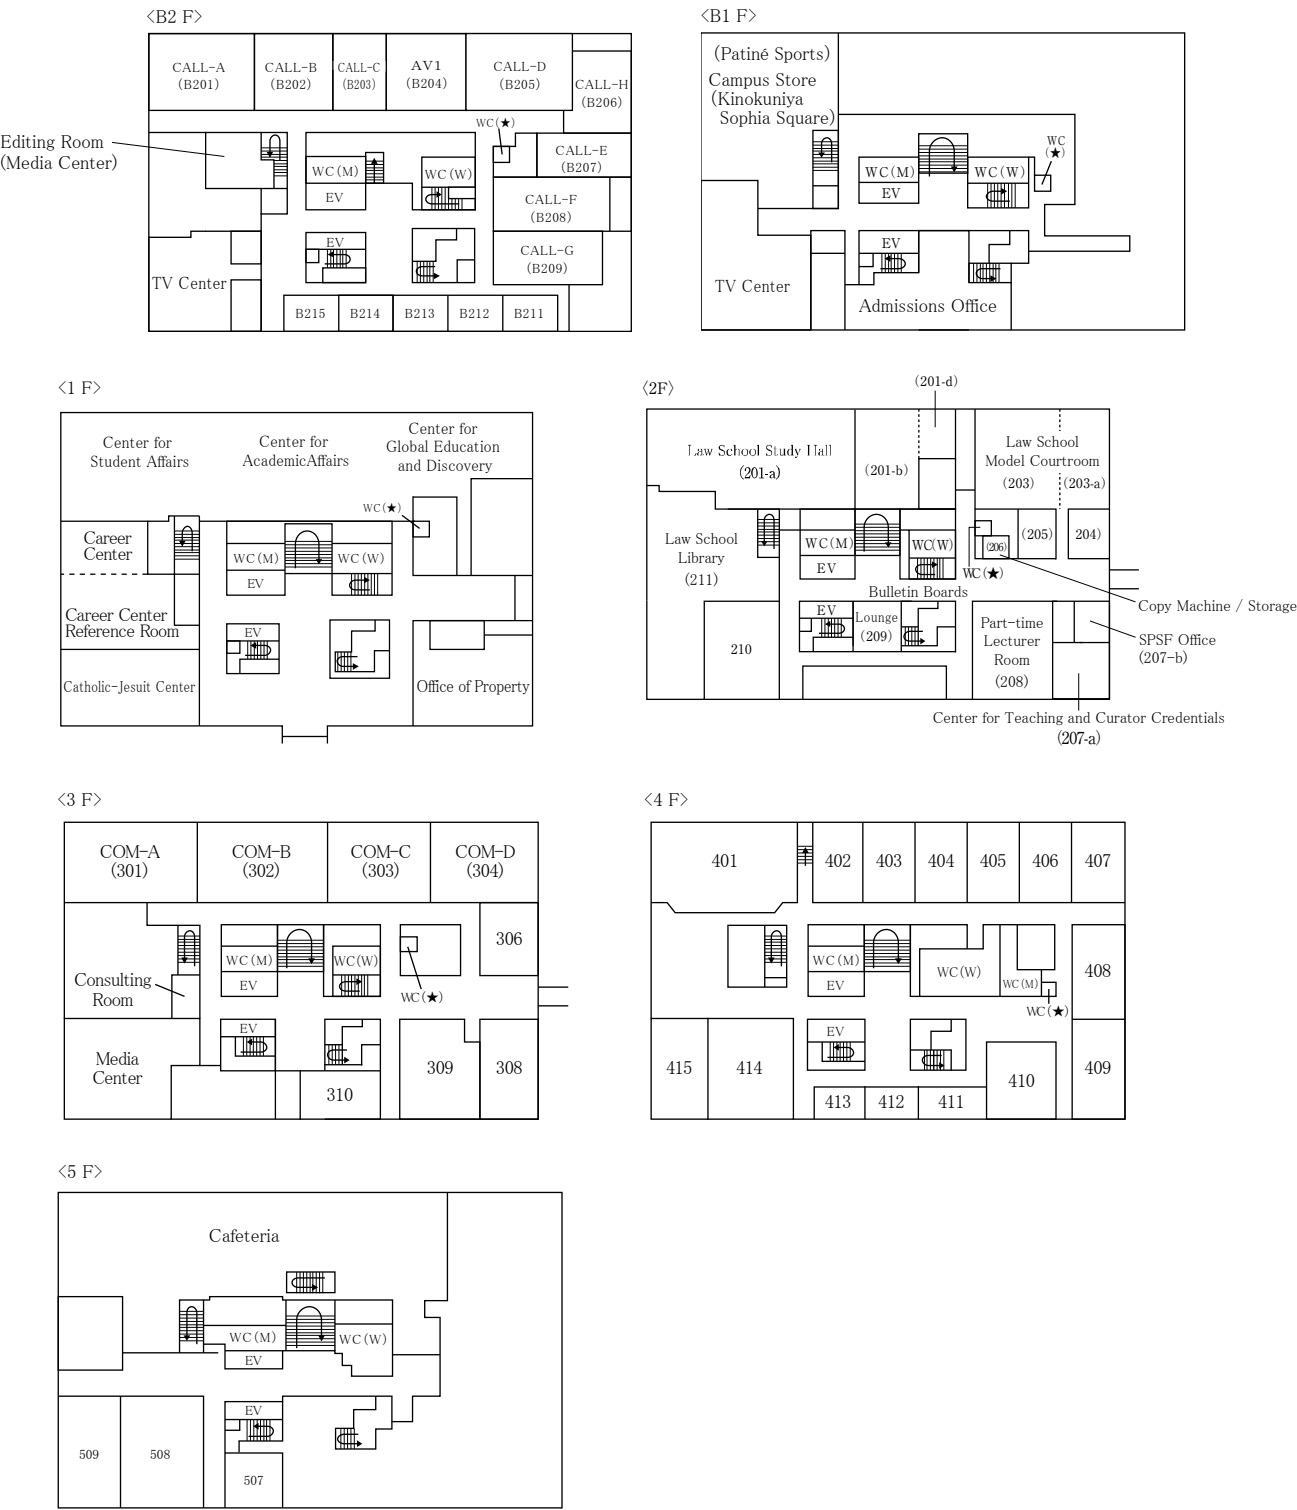 <B2 F>
CALL-A
(B201)
CALL-B
(B202)
CALL-C
(B203)
AV1
(B204)
CALL-D
(B205)
CALL-H
(B206)
WC(★)
Editing Room
(Media Center)
WC(M)
EV
WC(W)
CALL-E
(B207)
CALL-F
(B208)
EV
CALL-G
(B209)
TV Center
B215
B214
B213
B212
B211
<B1 F>
(Patiné Sports)
Campus Store
(Kinokuniya
Sophia Square)
WC
(★)
WC(M)
EV
WC(W)
EV
TV Center
Admissions Office
<1 F>
Center for
Student Affairs
Center for
AcademicAffairs
Center for
Global Education
and Discovery
WC(★)
Career
Center
WC(M)
EV
WC(W)
Career Center
Reference Room
EV
Catholic-Jesuit Center
Office of Property
<2F>
(201-d)
Law School Study Hall
(201-a)
(201-b)
Law School
Model Courtroom
(203)
(203-a)
Law School
Library
(211)
WC(M)
EV
WC(W)
(206)
(205)
204)
WC(★)
Bulletin Boards
Copy Machine / Storage
EV
Lounge
(209)
210
Part-time
Lecturer
Room
(208)
SPSF Office
(207-b)
Center for Teaching and Curator Credentials
(207-a)
<3 F>
COM-A
(301)
COM-B
(302)
COM-C
(303)
COM-D
(304)
306
WC(M)
EV
WC(W)
WC(★)
Consulting
Room
EV
Media
Center
309
308
310
<4 F>
401
402
403
404
405
406
407
WC(M)
EV
WC(W)
WC(M)
WC(★)
408
EV
415
414
410
409
413
412
411
<5 F>
Cafeteria
WC(M)
EV
WC(W)
EV
509
508
507